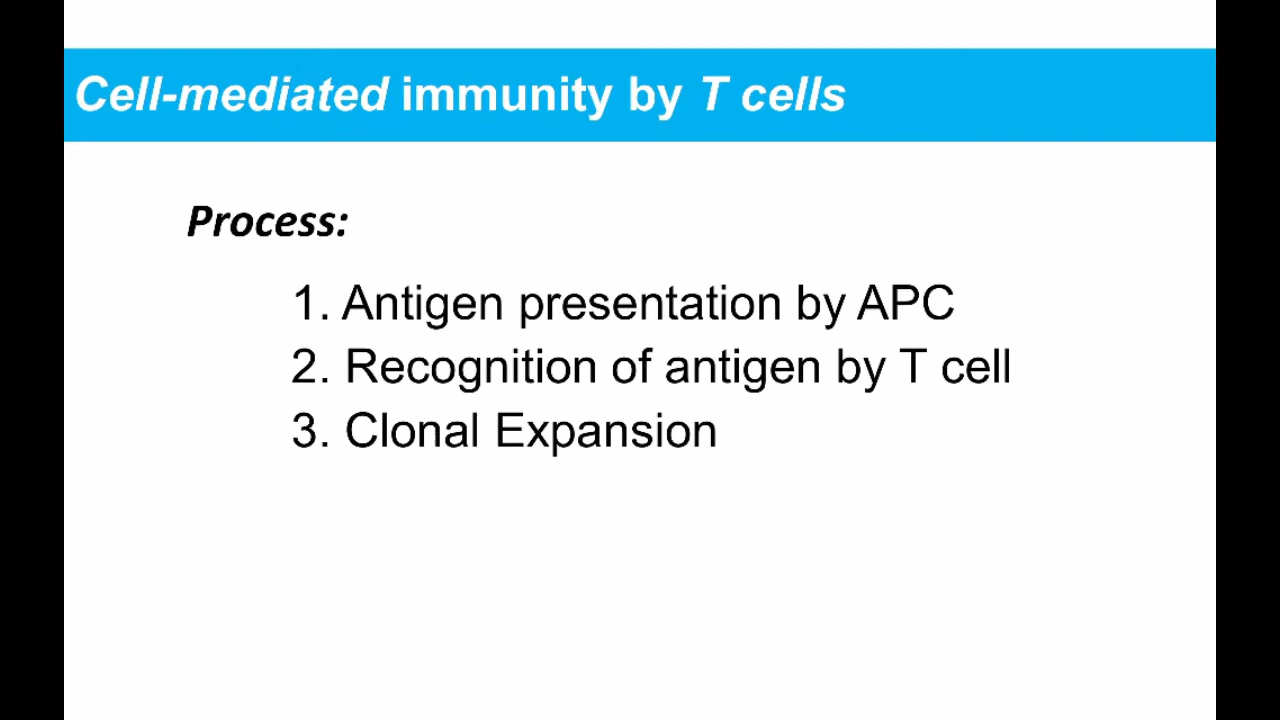 Cell-mediated immunity by T cells
Process:
1. Antigen presentation by APC
2. Recognition of antigen by T cell
3. Clonal Expansion